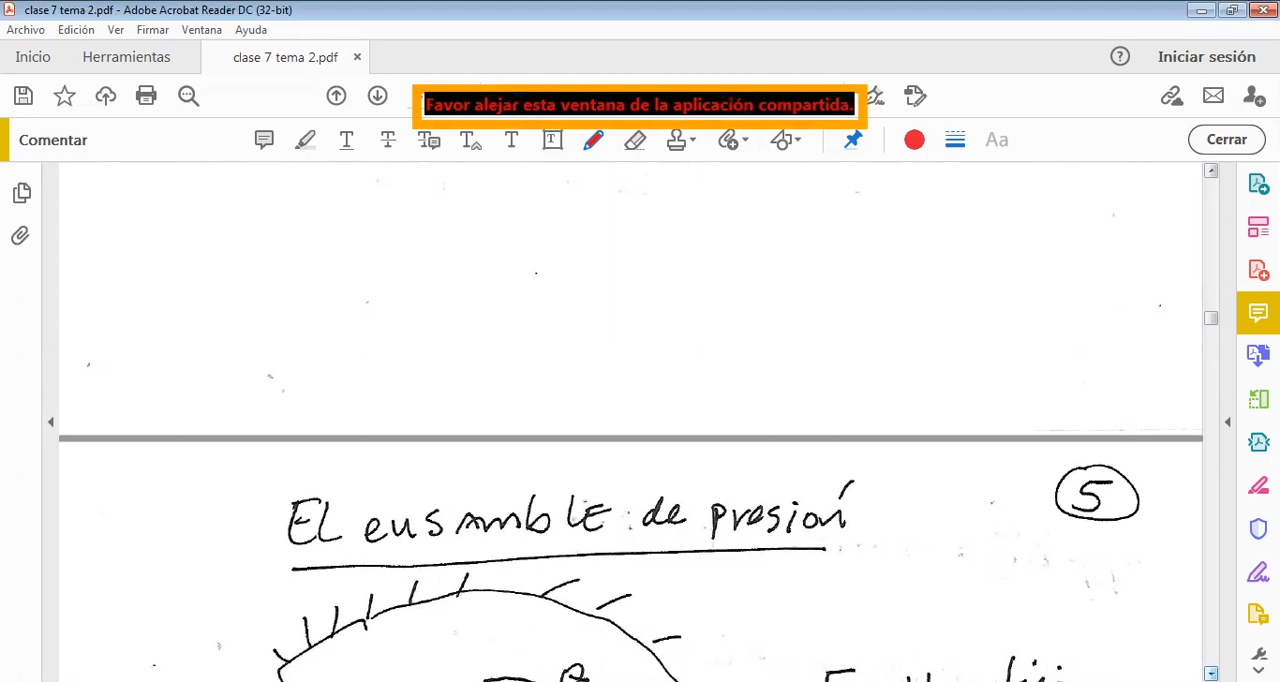 clase 7 tema 2.pdf - Adobe Acrobat Reader DC (32-bit)
Archivo Edición Ver Firmar Ventana Ayuda
Inicio Herramientas clase 7 tema 2.pdf × ? Iniciar sesión
Favor alejar esta ventana de la aplicación compartida.
Comentar T T T T T Aa Cerrar
EL ensambLE de presión 5